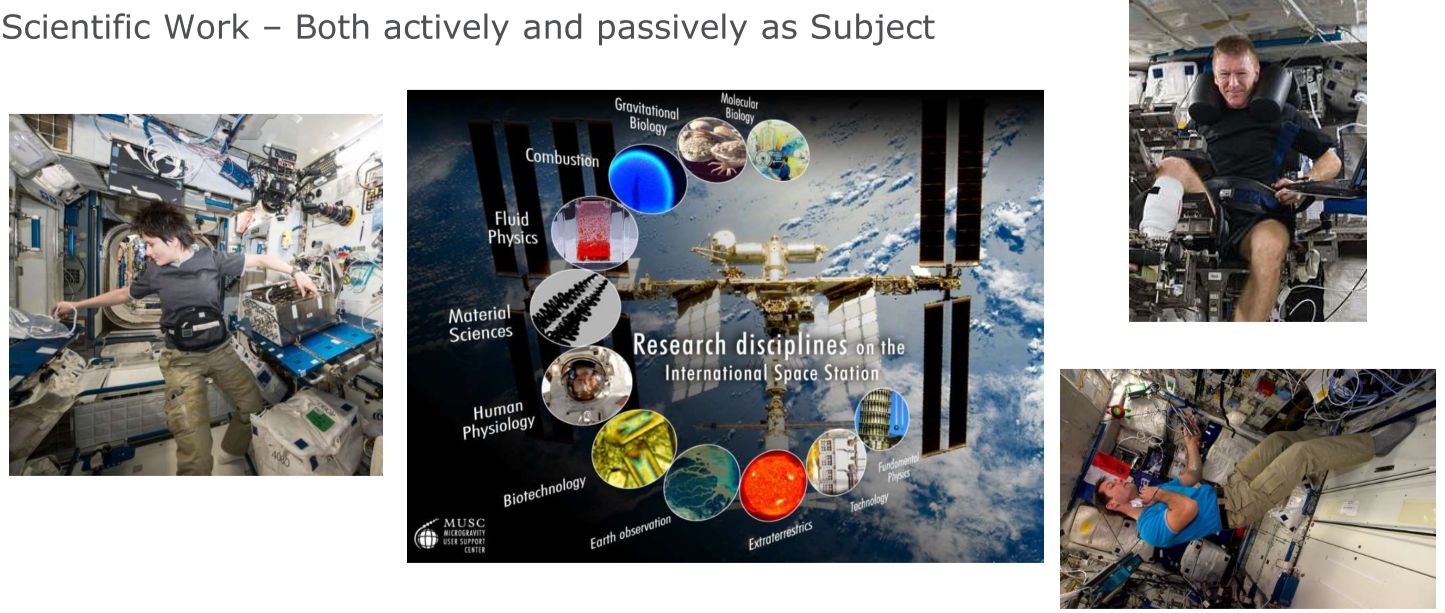 Scientific Work – Both actively and passively as Subject
Molecular
Biology
Gravitational
Biology
Combustion
Fluid
Physics
Material
Sciences
Research disciplines on the
International Space Station
Human
Physiology
Biotechnology
Earth observation
Extraterrestrics
Technology
Fundamental
Physics
MUSC
MICROGRAVITY
USER SUPPORT
CENTER